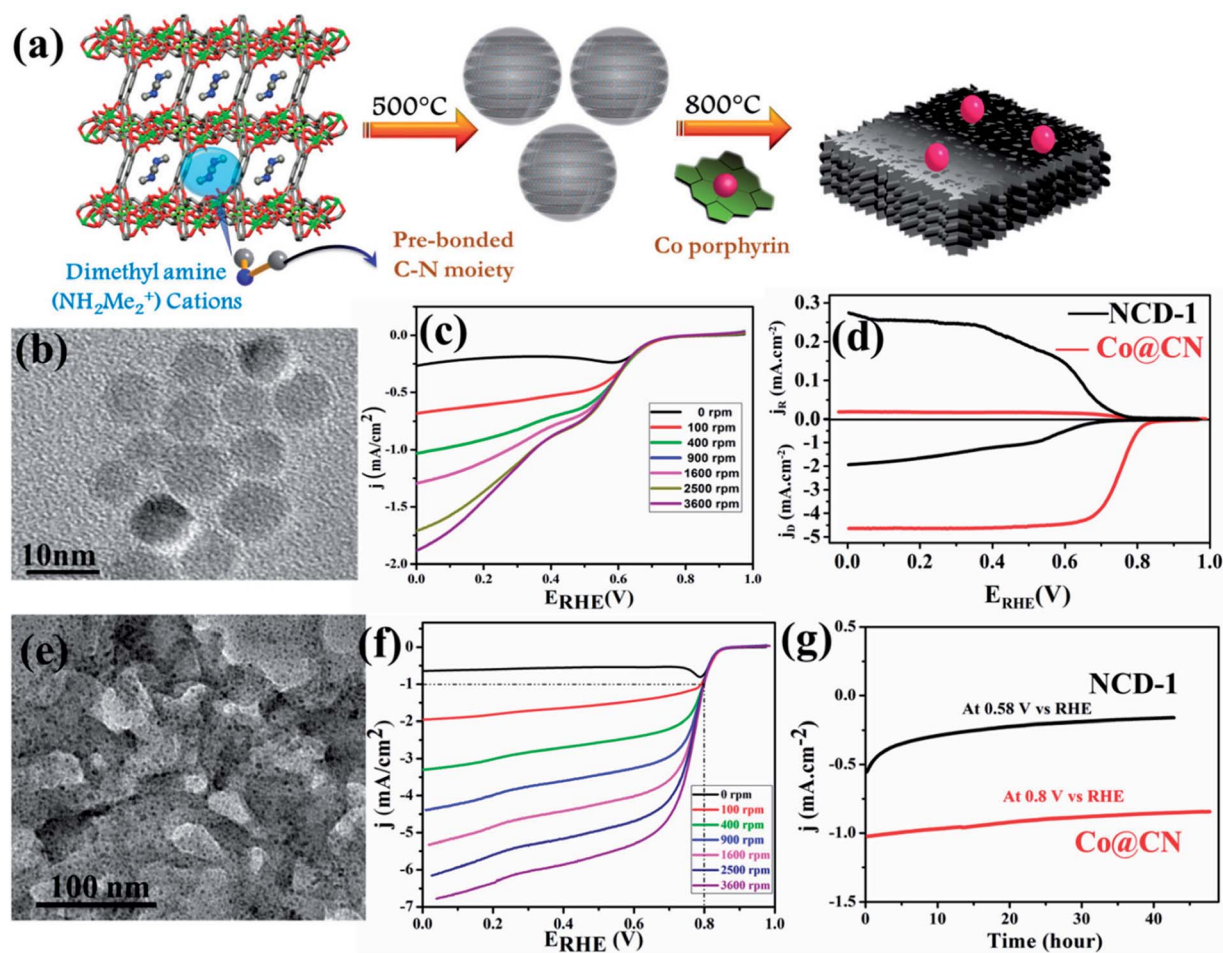 (a)
500°C
800°C
Dimethyl amine
(NH₂Me₂⁺) Cations
Pre-bonded
C-N moiety
Co porphyrin
(b)
10nm
(c)
0.0
-0.5
-1.0
-1.5
-2.0
j (mA/cm²)
0 rpm
100 rpm
400 rpm
900 rpm
1600 rpm
2500 rpm
3600 rpm
0.0 0.2 0.4 0.6 0.8 1.0
E_RHE(V)
(d)
NCD-1
Co@CN
0.3
0.2
0.1
0.0
-1
-2
-4
-5
j_R (mA.cm⁻²)
j_D (mA.cm⁻²)
0.0 0.2 0.4 0.6 0.8 1.0
E_RHE(V)
(e)
100 nm
(f)
0
-1
-2
-3
-4
-5
-6
-7
j (mA/cm²)
0 rpm
100 rpm
400 rpm
900 rpm
1600 rpm
2500 rpm
3600 rpm
0.0 0.2 0.4 0.6 0.8 1.0
E_RHE (V)
(g)
0.5
0.0
-0.5
-1.0
-1.5
j (mA.cm⁻²)
NCD-1
At 0.58 V vs RHE
At 0.8 V vs RHE
Co@CN
0 10 20 30 40
Time (hour)